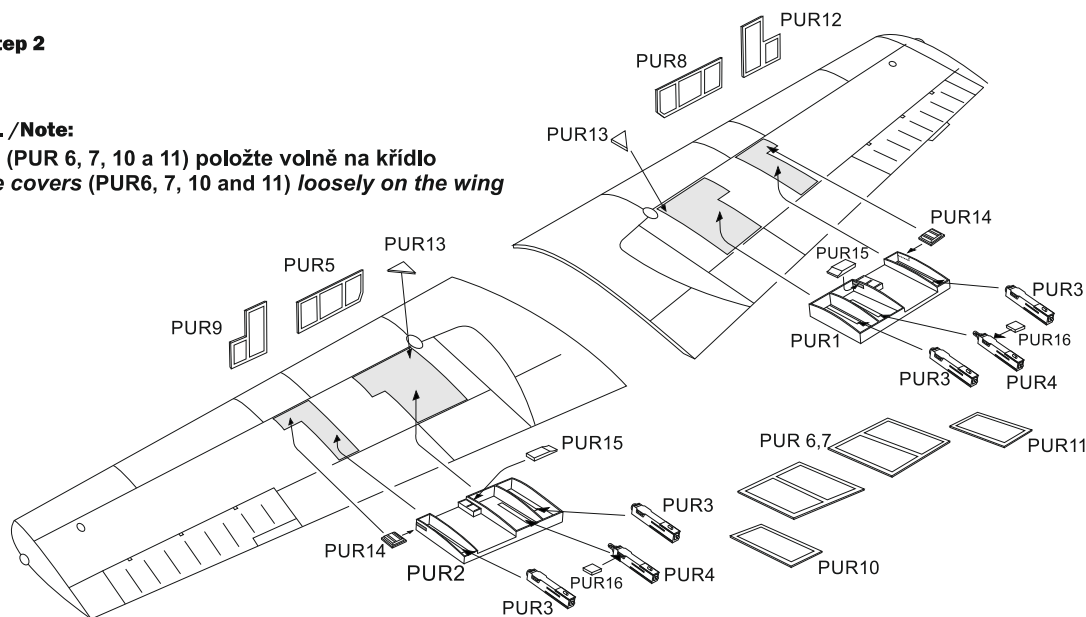 tep 2
. /Note:
(PUR 6, 7, 10 a 11) položte volně na křídlo
e covers (PUR6, 7, 10 and 11) loosely on the wing
PUR12
PUR8
PUR13
PUR14
PUR15
PUR3
PUR16
PUR1
PUR3
PUR4
PUR13
PUR5
PUR9
PUR15
PUR 6,7
PUR11
PUR3
PUR14
PUR2
PUR16
PUR4
PUR10
PUR3